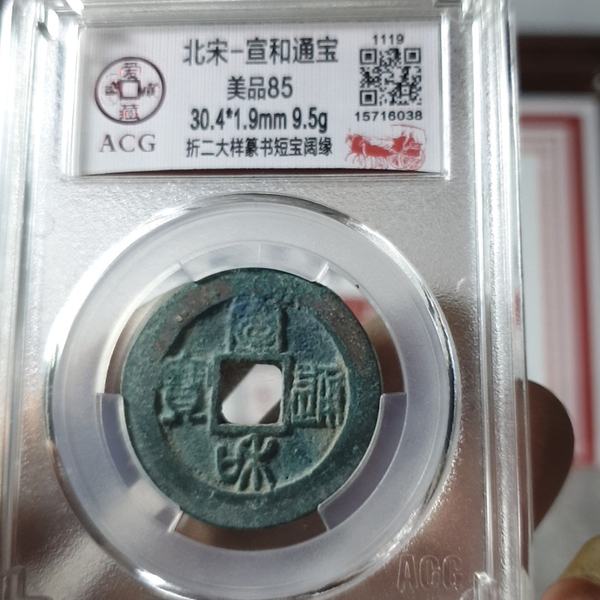 北宋-宣和通宝
美品85
30.4*1.9mm 9.5g
折二大样篆书短宝阔缘
1119
15716038
ACG
宣和通寳
ACG